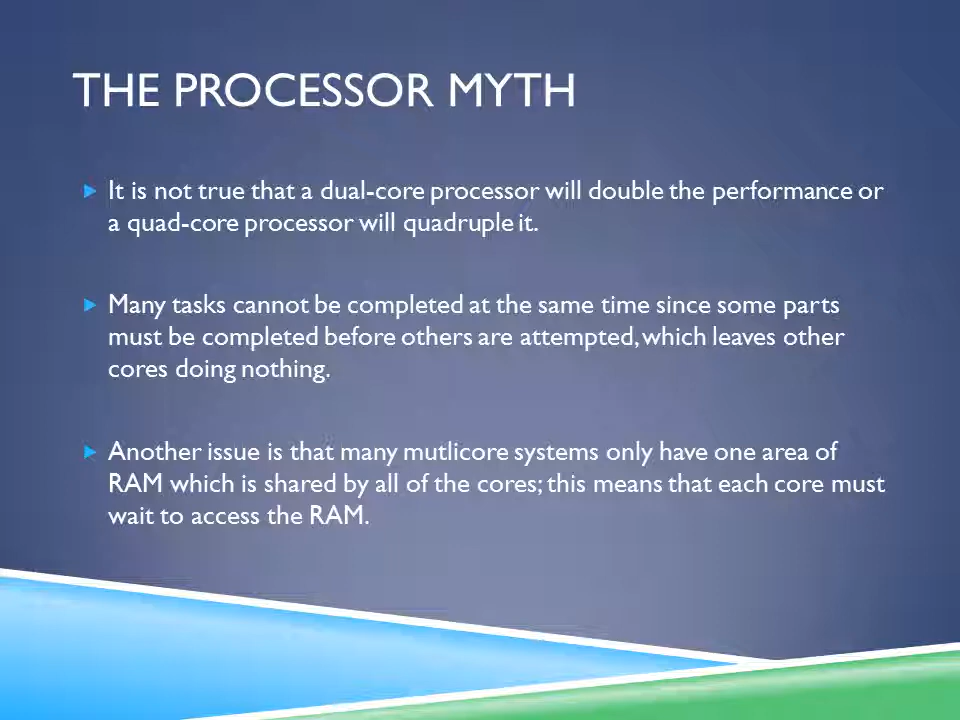 THE PROCESSOR MYTH
It is not true that a dual-core processor will double the performance or
a quad-core processor will quadruple it.
Many tasks cannot be completed at the same time since some parts
must be completed before others are attempted, which leaves other
cores doing nothing.
Another issue is that many mutlicore systems only have one area of
RAM which is shared by all of the cores; this means that each core must
wait to access the RAM.